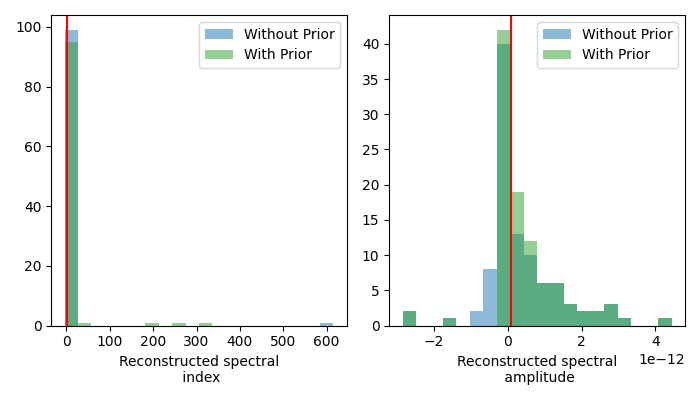 Without Prior
With Prior
100
80
60
40
20
0
0 100 200 300 400 500 600
Reconstructed spectral
index
Without Prior
With Prior
40
35
30
25
20
15
10
5
0
−2 0 2 4
1e−12
Reconstructed spectral
amplitude